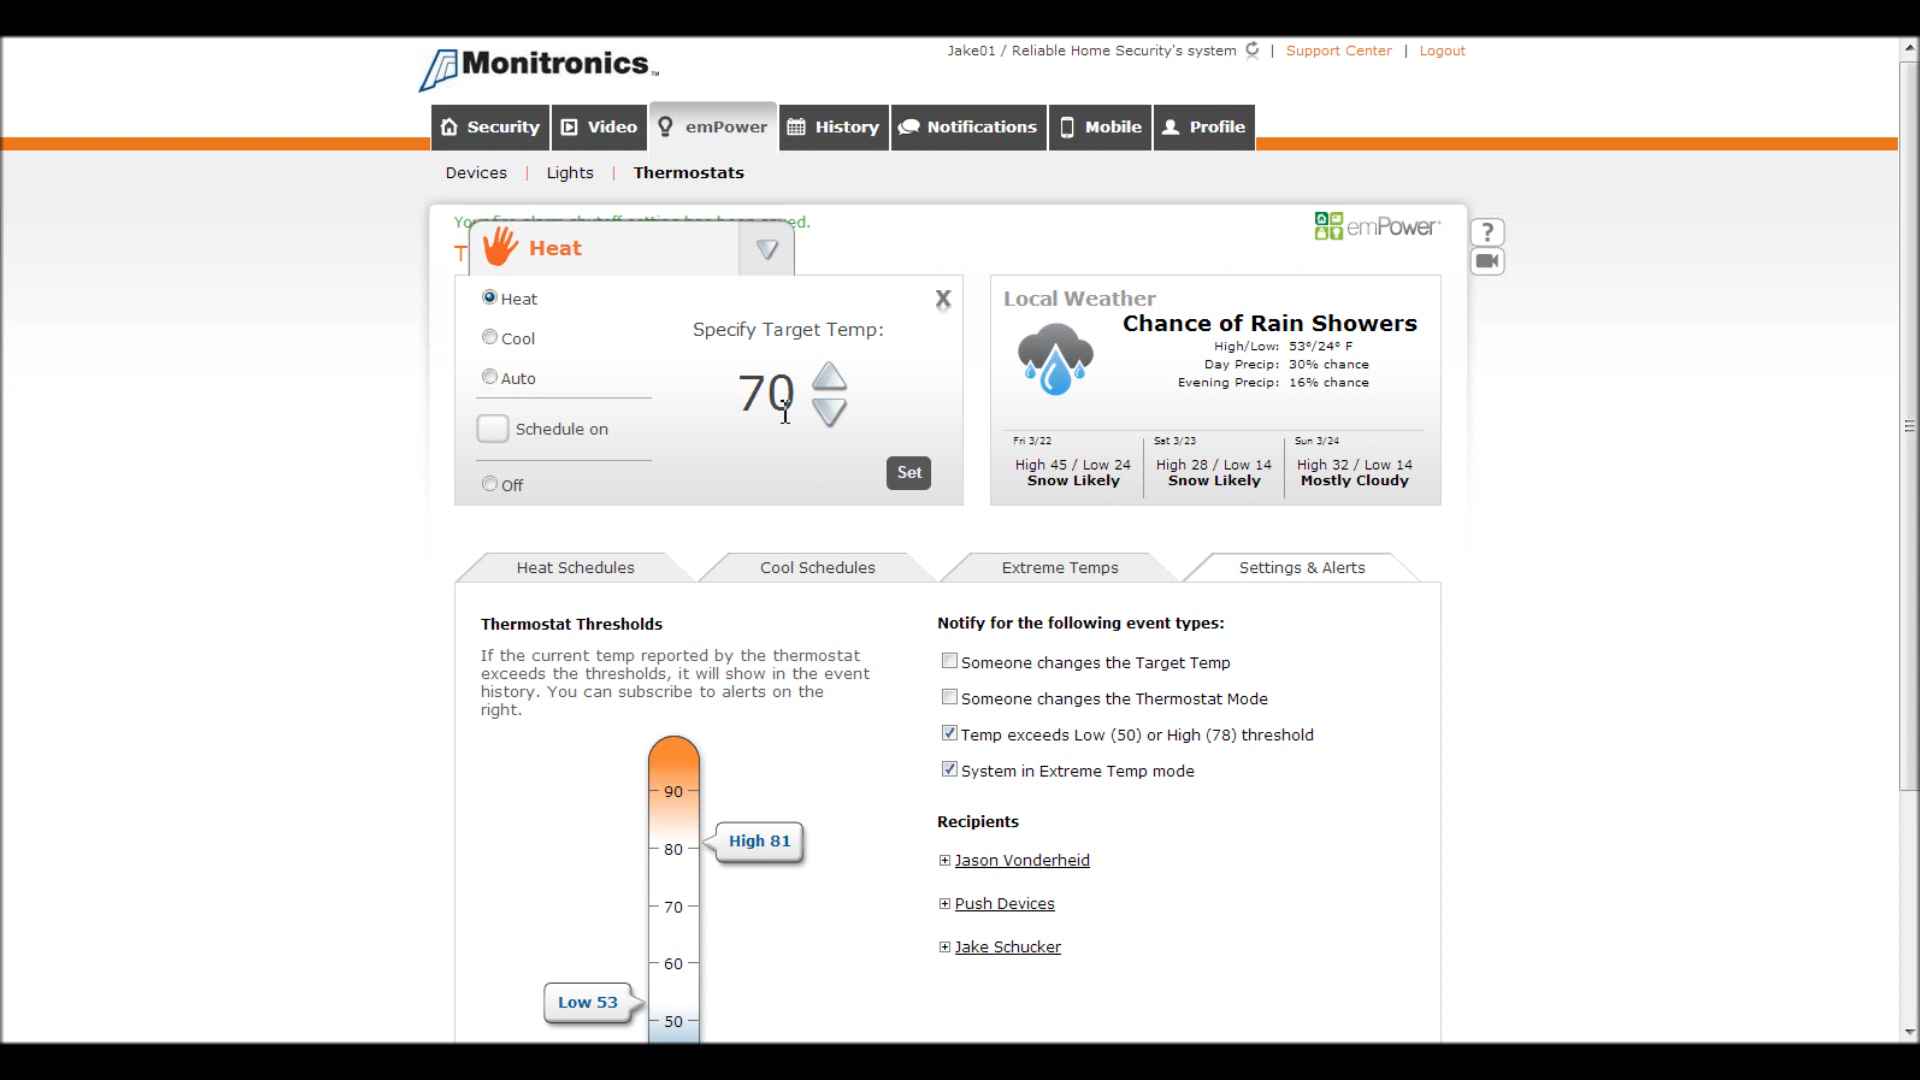 Monitronics
Jake01 / Reliable Home Security's system | Support Center | Logout
Security Video emPower History Notifications Mobile Profile
Devices | Lights | Thermostats
emPower
?
Heat
X
Heat
Cool
Auto
Schedule on
Off
Specify Target Temp:
70
Set
Local Weather
Chance of Rain Showers
High/Low: 53°/24° F
Day Precip: 30% chance
Evening Precip: 16% chance
Fri 3/22
High 45 / Low 24
Snow Likely
Sat 3/23
High 28 / Low 14
Snow Likely
Sun 3/24
High 32 / Low 14
Mostly Cloudy
Heat Schedules Cool Schedules Extreme Temps Settings & Alerts
Thermostat Thresholds
If the current temp reported by the thermostat
exceeds the thresholds, it will show in the event
history. You can subscribe to alerts on the
right.
90
High 81
80
70
60
Low 53
50
Notify for the following event types:
Someone changes the Target Temp
Someone changes the Thermostat Mode
Temp exceeds Low (50) or High (78) threshold
System in Extreme Temp mode
Recipients
Jason Vonderheid
Push Devices
Jake Schucker